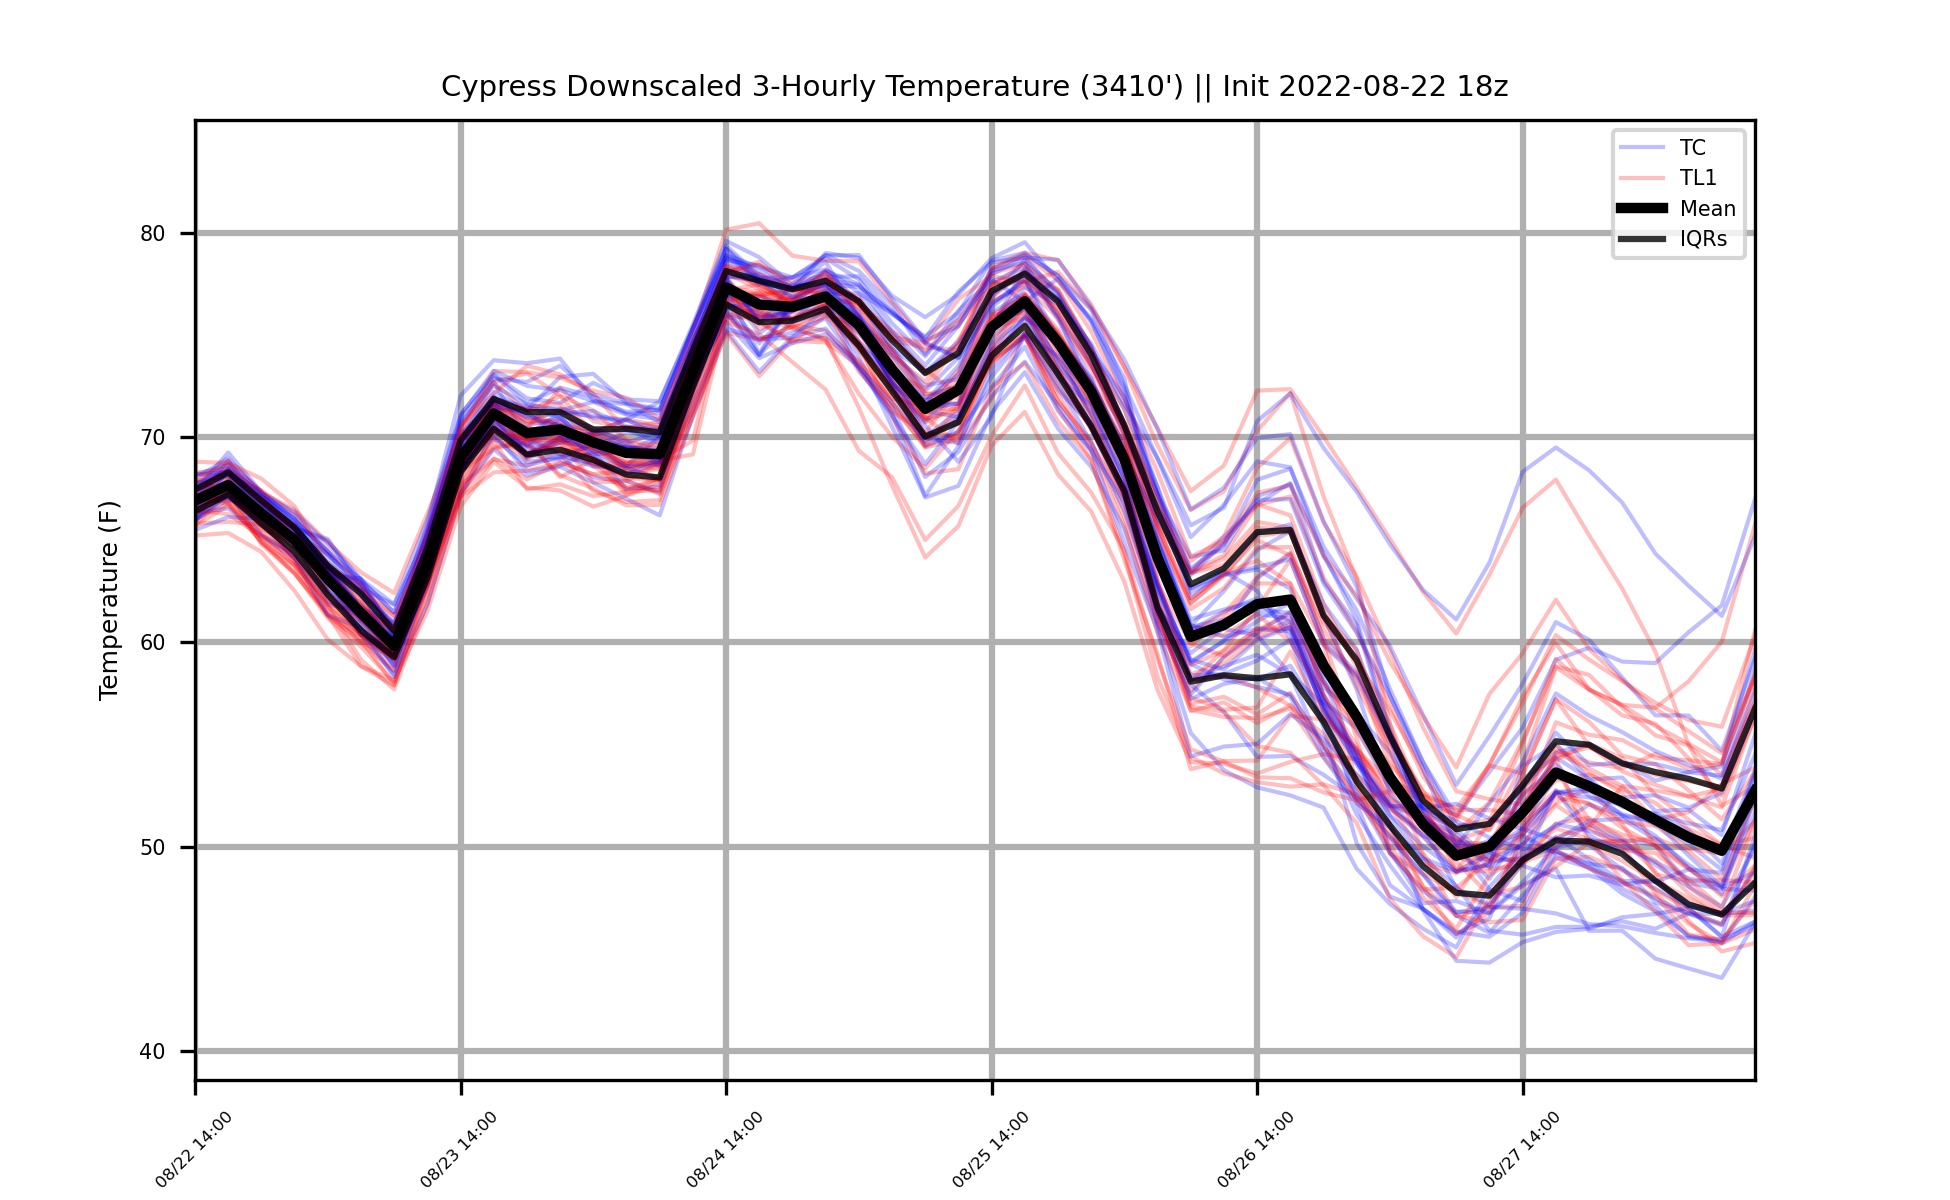 Cypress Downscaled 3-Hourly Temperature (3410') || Init 2022-08-22 18z
TC
TL1
Mean
IQRs
Temperature (F)
80
70
60
50
40
08/22 14:00
08/23 14:00
08/24 14:00
08/25 14:00
08/26 14:00
08/27 14:00